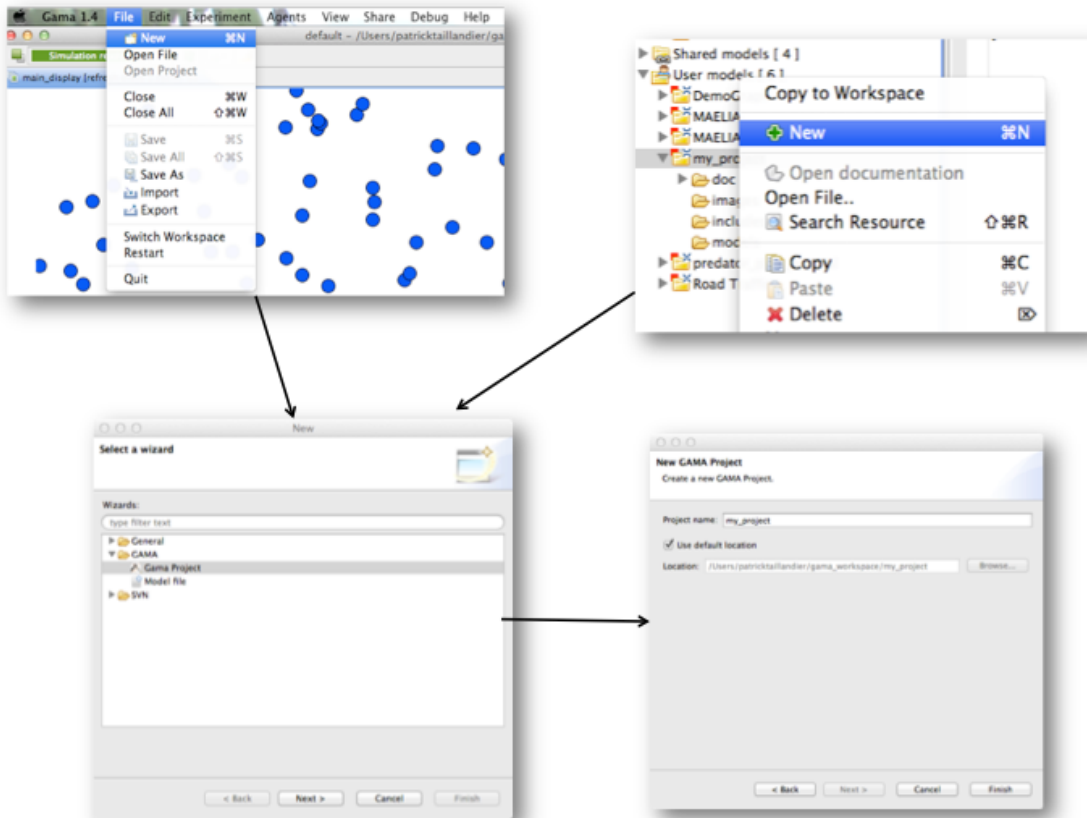 Gama 1.4 File Edit Experiment Agents View Share Debug Help
default - /Users/patricktaillandier/ga
Simulation
main_display
New ⌘N
Open File
Open Project
Close ⌘W
Close All ⇧⌘W
Save ⌘S
Save All ⇧⌘S
Save As
Import
Export
Switch Workspace
Restart
Quit
Shared models [ 4 ]
User models [ 6 ]
DemoG
MAELIA
MAELIA
my_pro
doc
imag
inclu
mod
predato
Road T
Copy to Workspace
New ⌘N
Open documentation
Open File..
Search Resource ⇧⌘R
Copy ⌘C
Paste ⌘V
Delete ⌦
New
Select a wizard
Wizards:
type filter text
General
GAMA
Gama Project
Model file
SVN
< Back Next > Cancel Finish
New GAMA Project
Create a new GAMA Project.
Project name: my_project
Use default location
Location: /Users/patricktaillandier/gama_workspace/my_project Browse...
< Back Next > Cancel Finish